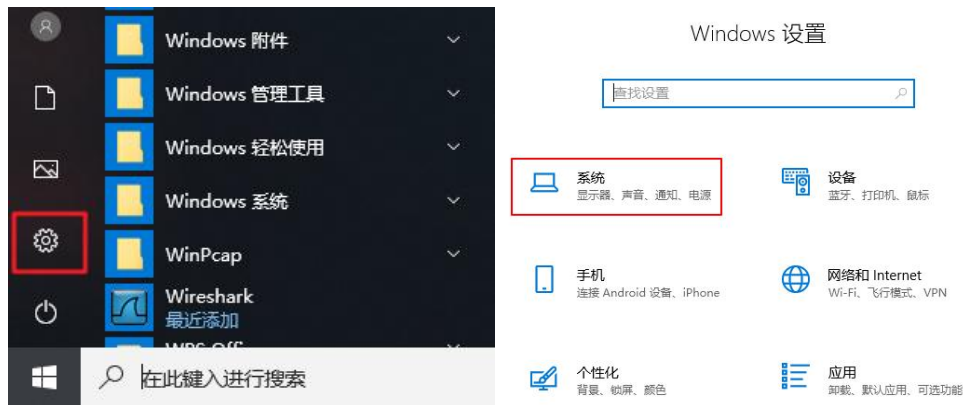 Windows 附件
Windows 管理工具
Windows 轻松使用
Windows 系统
WinPcap
Wireshark
最近添加
在此键入进行搜索
Windows 设置
查找设置
系统
显示器、声音、通知、电源
设备
蓝牙、打印机、鼠标
手机
连接 Android 设备、iPhone
网络和 Internet
Wi-Fi、飞行模式、VPN
个性化
背景、锁屏、颜色
应用
卸载、默认应用、可选功能